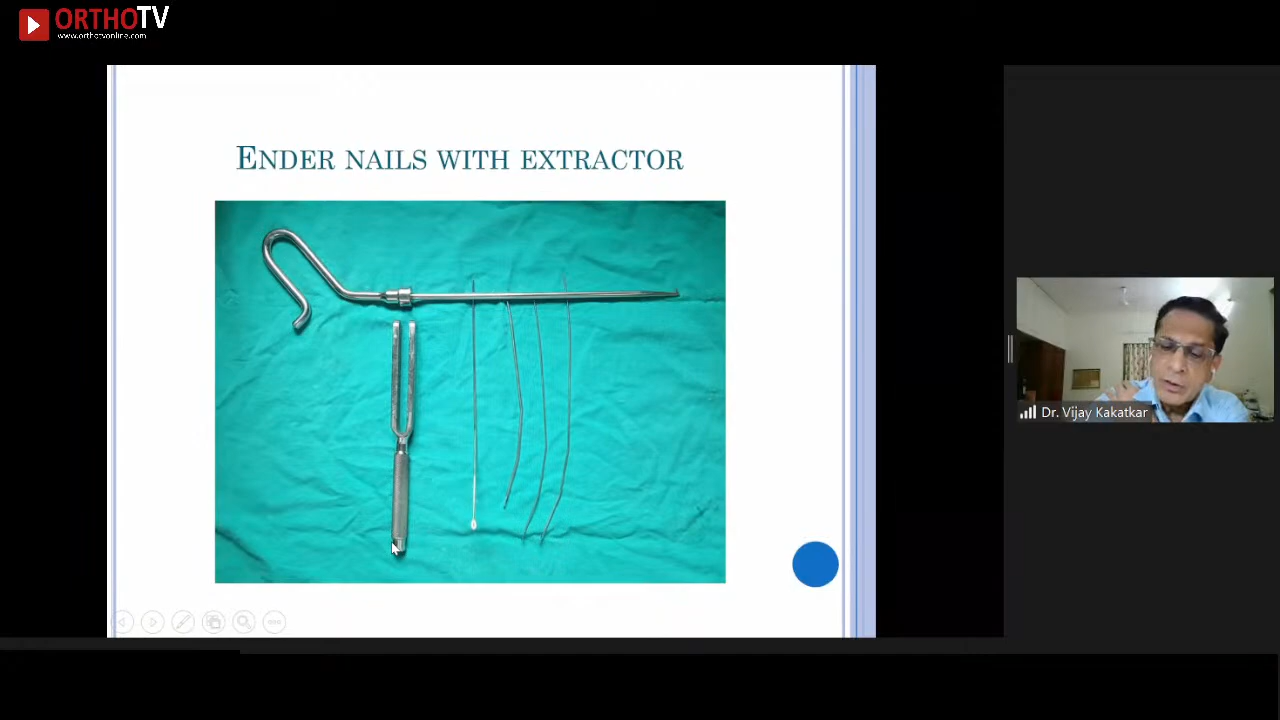 ORTHOTV
www.orthotvonline.com
ENDER NAILS WITH EXTRACTOR
Dr. Vijay Kakatkar